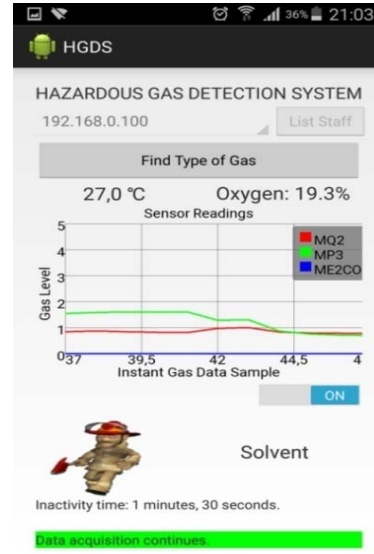 36% 21:03
HGDS
HAZARDOUS GAS DETECTION SYSTEM
192.168.0.100 List Staff
Find Type of Gas
27,0 ℃ Oxygen: 19.3%
Sensor Readings
MQ2
MP3
ME2CO
Gas Level
5
4
3
2
1
0
37 39,5 42 44,5 4
Instant Gas Data Sample
ON
Solvent
Inactivity time: 1 minutes, 30 seconds.
Data acquisition continues.